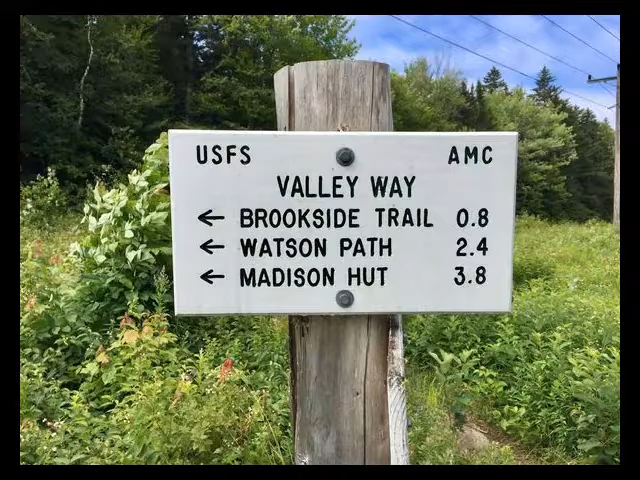 USFS AMC
VALLEY WAY
← BROOKSIDE TRAIL 0.8
← WATSON PATH 2.4
← MADISON HUT 3.8